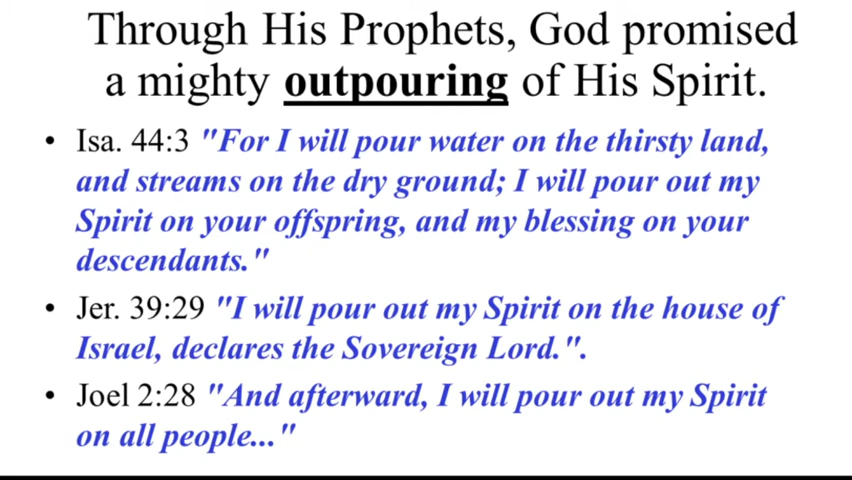 Through His Prophets, God promised
a mighty outpouring of His Spirit.
• Isa. 44:3 "For I will pour water on the thirsty land,
and streams on the dry ground; I will pour out my
Spirit on your offspring, and my blessing on your
descendants."
• Jer. 39:29 "I will pour out my Spirit on the house of
Israel, declares the Sovereign Lord.".
• Joel 2:28 "And afterward, I will pour out my Spirit
on all people..."